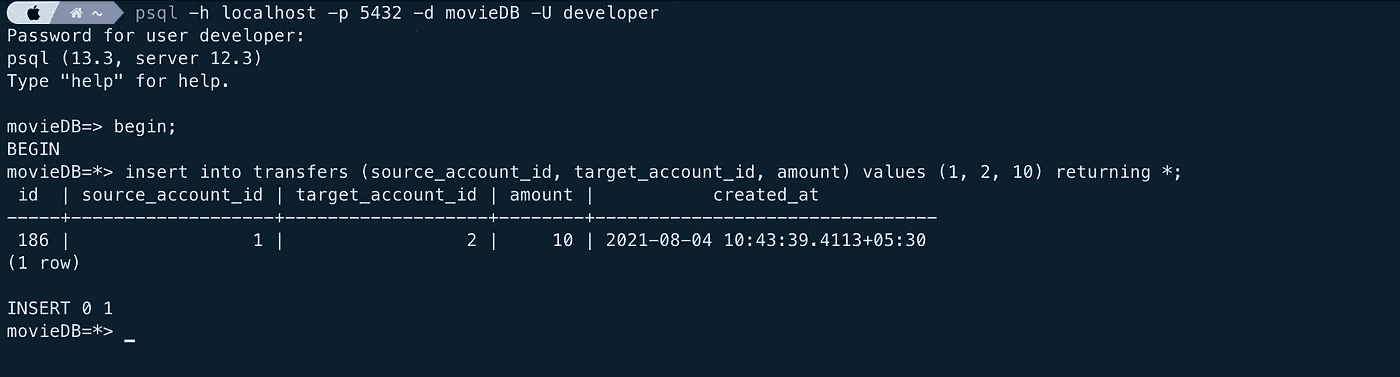 ~ psql -h localhost -p 5432 -d movieDB -U developer
Password for user developer:
psql (13.3, server 12.3)
Type "help" for help.
movieDB=> begin;
BEGIN
movieDB=*> insert into transfers (source_account_id, target_account_id, amount) values (1, 2, 10) returning *;
 id  | source_account_id | target_account_id | amount |          created_at
-----+-------------------+-------------------+--------+-------------------------------
 186 |                 1 |                 2 |     10 | 2021-08-04 10:43:39.4113+05:30
(1 row)
INSERT 0 1
movieDB=*> _